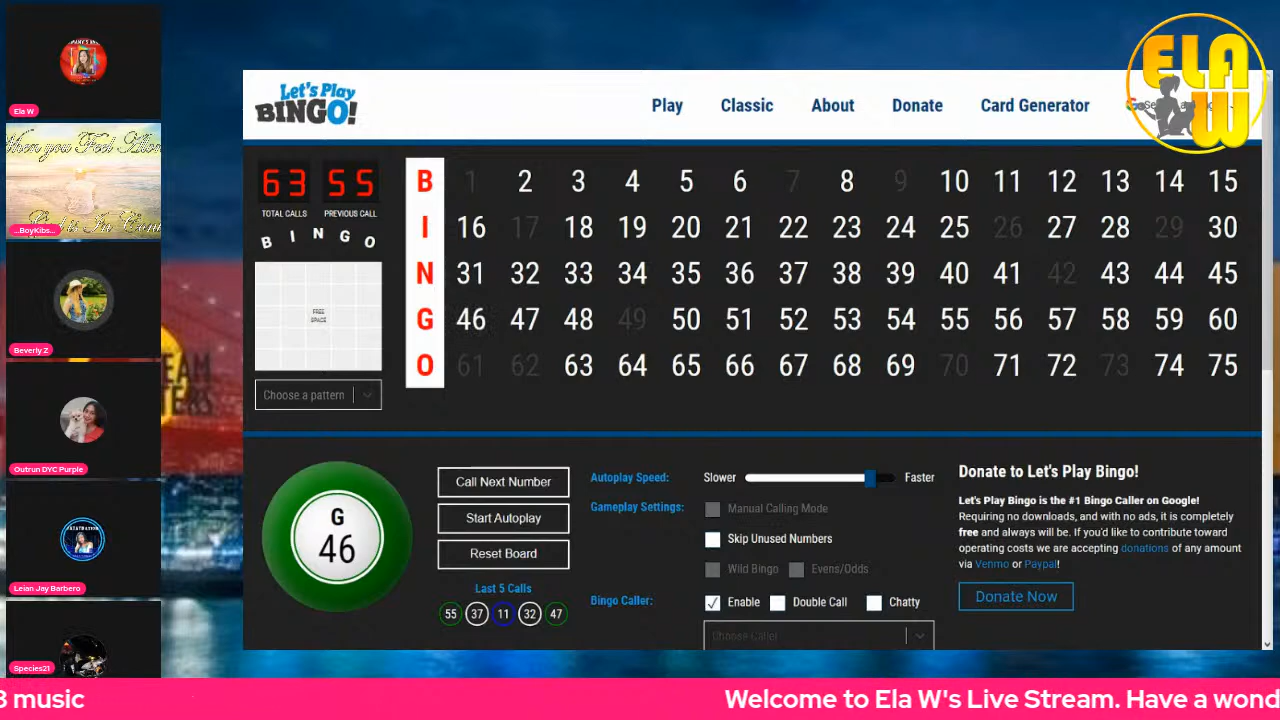 Ela W
When you Feel Alone
...BoyKibs...
Beverly Z
Outrun DYC Purple
Leian Jay Barbero
Species21
Let's Play
BINGO!
Play
Classic
About
Donate
Card Generator
ELA
W
63 55
TOTAL CALLS
PREVIOUS CALL
B I N G O
FREE
SPACE
Choose a pattern
B 1 2 3 4 5 6 7 8 9 10 11 12 13 14 15
I 16 17 18 19 20 21 22 23 24 25 26 27 28 29 30
N 31 32 33 34 35 36 37 38 39 40 41 42 43 44 45
G 46 47 48 49 50 51 52 53 54 55 56 57 58 59 60
O 61 62 63 64 65 66 67 68 69 70 71 72 73 74 75
G
46
Call Next Number
Start Autoplay
Reset Board
Last 5 Calls
55 37 11 32 47
Autoplay Speed:
Slower
Faster
Gameplay Settings:
Manual Calling Mode
Skip Unused Numbers
Wild Bingo
Evens/Odds
Bingo Caller:
Enable
Double Call
Chatty
Choose Caller
Donate to Let's Play Bingo!
Let's Play Bingo is the #1 Bingo Caller on Google!
Requiring no downloads, and with no ads, it is completely
free and always will be. If you'd like to contribute toward
operating costs we are accepting donations of any amount
via Venmo or Paypal!
Donate Now
3 music
Welcome to Ela W's Live Stream. Have a wond